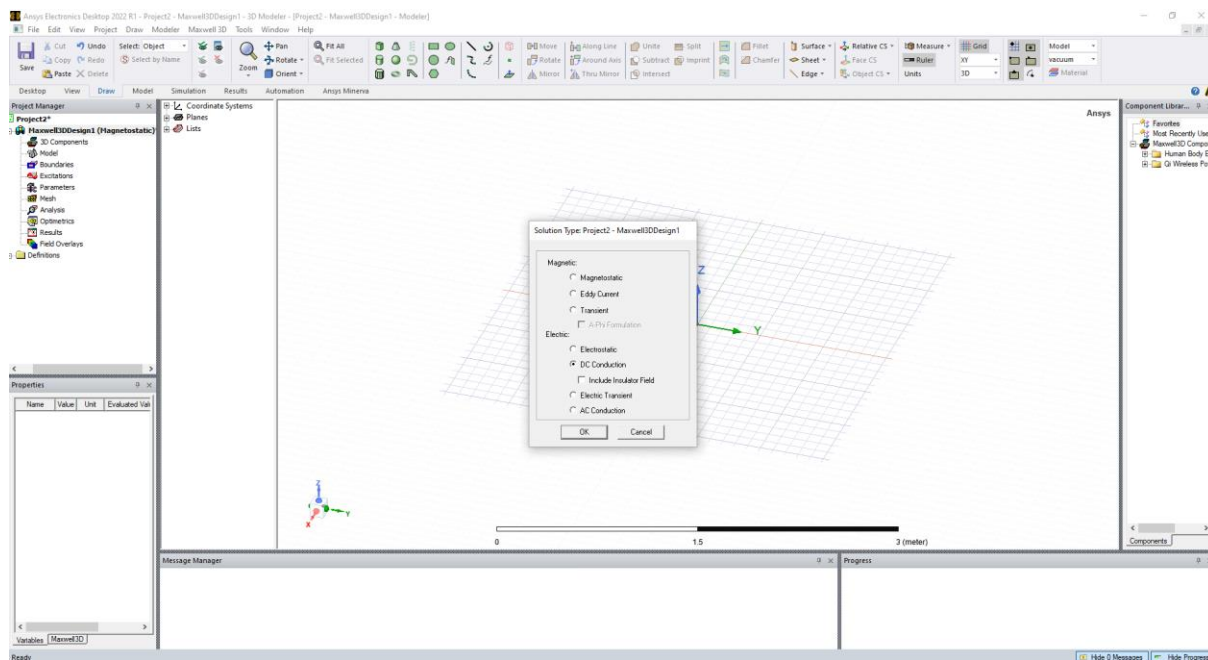 Ansys Electronics Desktop 2022 R1 - Project2 - Maxwell3DDesign1 - 3D Modeler - [Project2 - Maxwell3DDesign1 - Modeler]
File Edit View Project Draw Modeler Maxwell 3D Tools Window Help
Save
Cut Undo Select: Object
Copy Redo Select by Name
Paste Delete
Zoom
Pan
Rotate
Orient
Fit All
Fit Selected
Move Along Line Unite Split Fillet
Rotate Around Axis Subtract Imprint Chamfer
Mirror Thru Mirror Intersect
Surface Relative CS Measure Grid Model
Sheet Face CS Ruler XY vacuum
Edge Object CS Units 3D Material
Desktop View Draw Model Simulation Results Automation Ansys Minerva
Project Manager
Project2*
Maxwell3DDesign1 (Magnetostatic)
3D Components
Model
Boundaries
Excitations
Parameters
Mesh
Analysis
Optimetrics
Results
Field Overlays
Definitions
Coordinate Systems
Planes
Lists
Ansys
Component Librar...
Favorites
Most Recently Use
Maxwell3D Compo
Human Body E
Qi Wireless Po
Solution Type: Project2 - Maxwell3DDesign1
Magnetic:
Magnetostatic
Eddy Current
Transient
A-Phi Formulation
Electric:
Electrostatic
DC Conduction
Include Insulator Field
Electric Transient
AC Conduction
OK Cancel
Z
Y
Z
Y
X
0 1.5 3 (meter)
Properties
Name Value Unit Evaluated Val
Variables Maxwell3D
Components
Message Manager
Progress
Ready
Hide 0 Messages Hide Progress